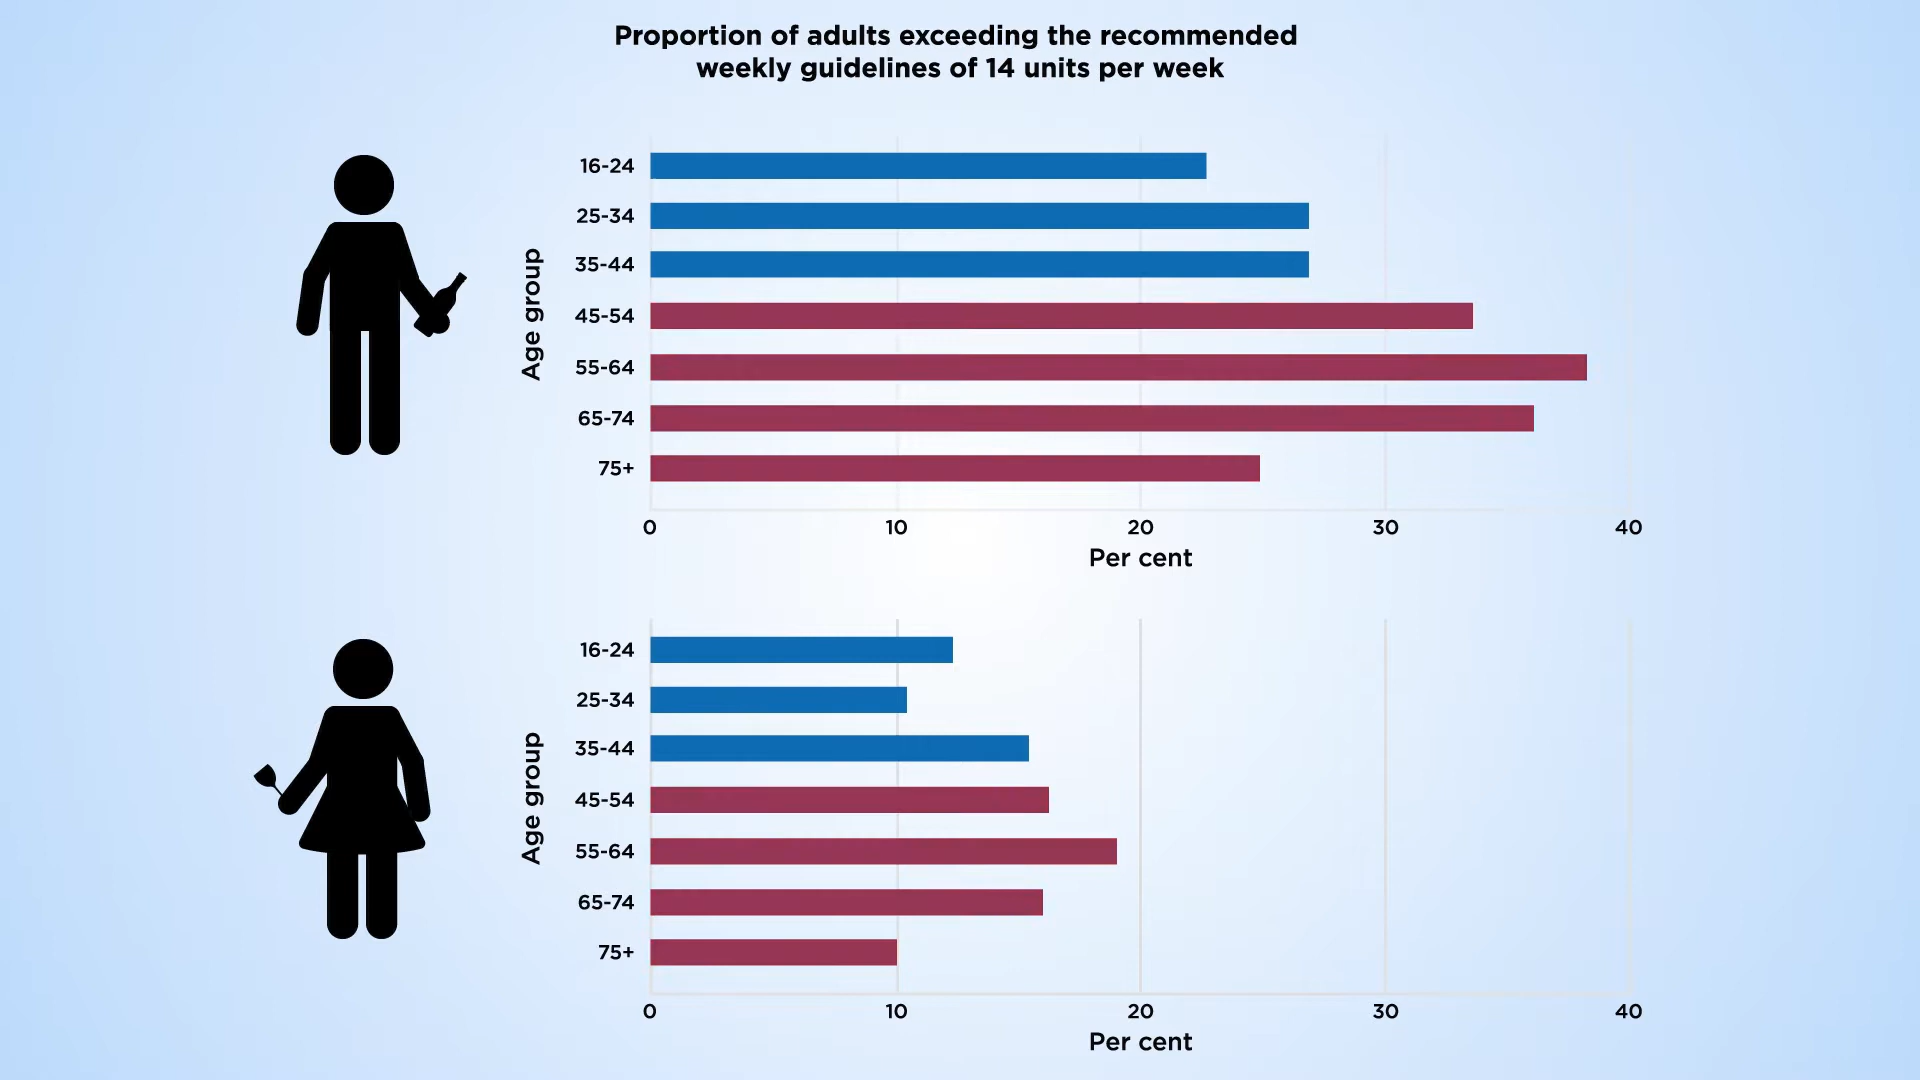 Proportion of adults exceeding the recommended
weekly guidelines of 14 units per week
Age group
16-24
25-34
35-44
45-54
55-64
65-74
75+
0 10 20 30 40
Per cent
Age group
16-24
25-34
35-44
45-54
55-64
65-74
75+
0 10 20 30 40
Per cent